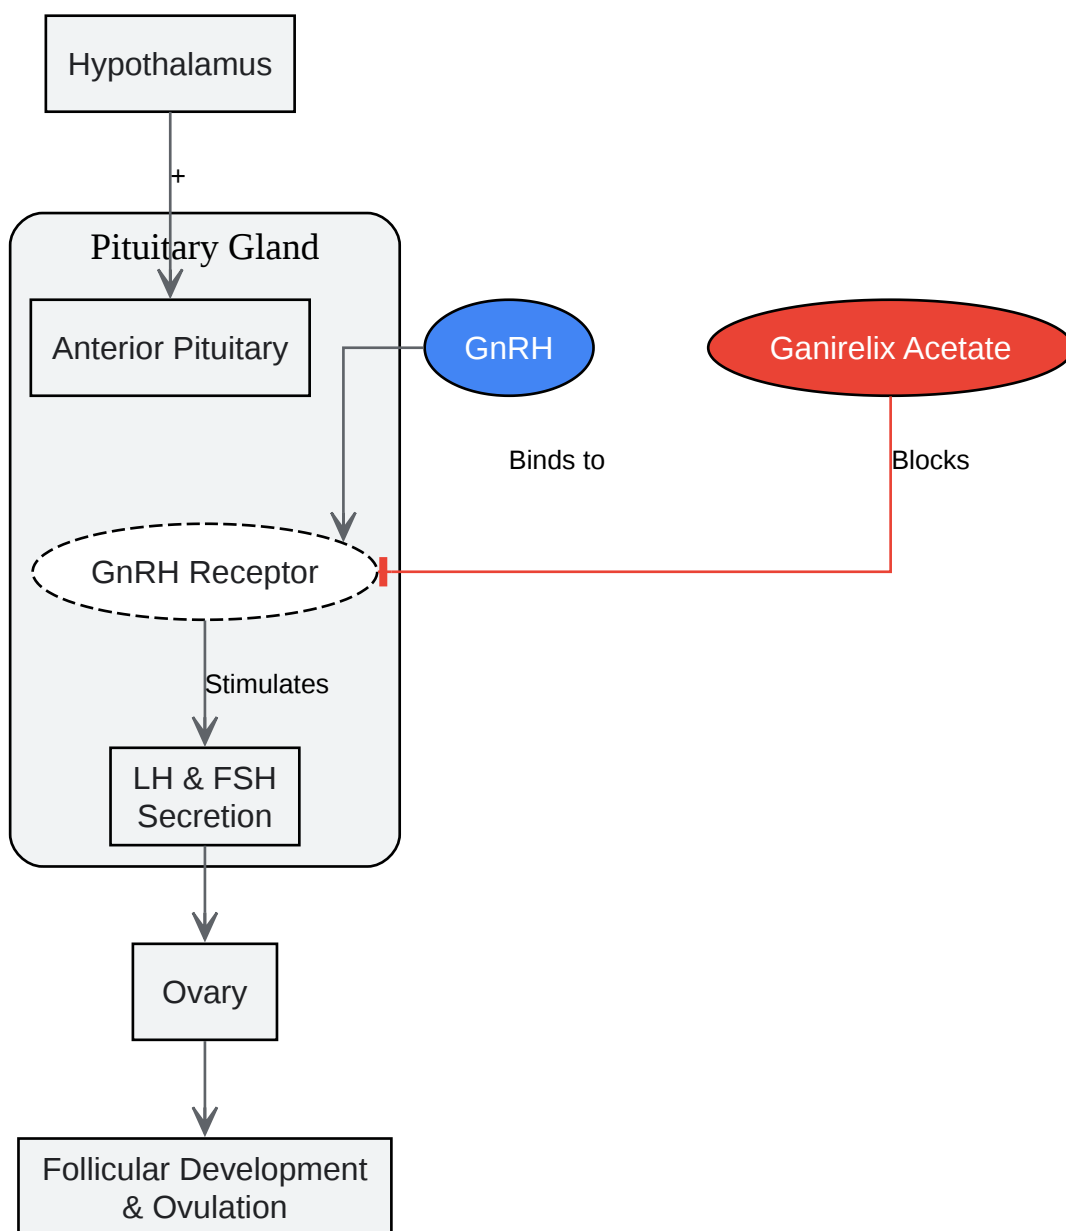 Hypothalamus
+
Pituitary Gland
Anterior Pituitary
GnRH
Ganirelix Acetate
Binds to
Blocks
GnRH Receptor
Stimulates
LH & FSH
Secretion
Ovary
Follicular Development
& Ovulation